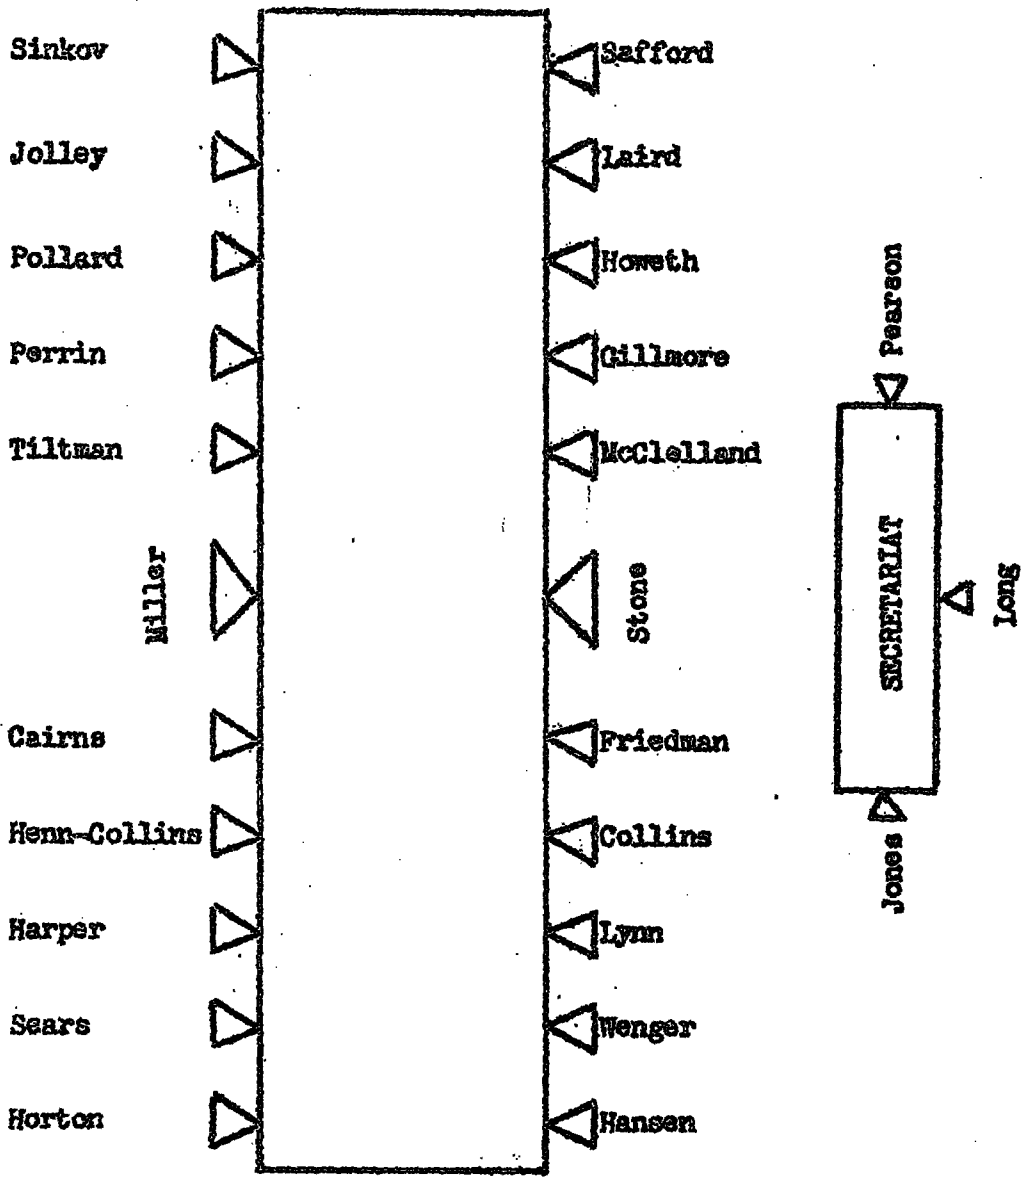 Sinkov
Safford
Jolley
Laird
Pollard
Howeth
Pearson
Perrin
Gillmore
Tiltman
McClelland
Miller
Stone
SECRETARIAT
Long
Cairns
Friedman
Henn-Collins
Collins
Jones
Harper
Lynn
Sears
Wenger
Horton
Hansen